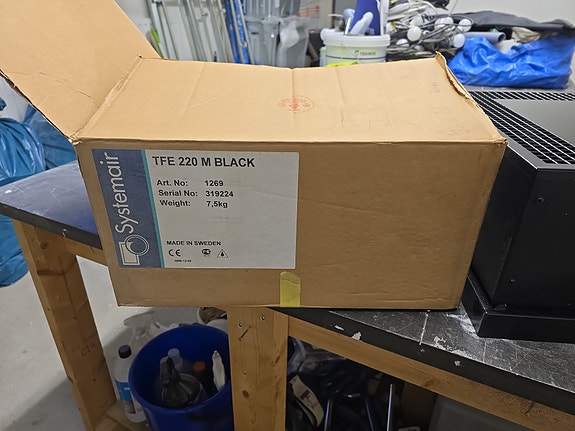 Systemair
TFE 220 M BLACK
Art. No: 1269
Serial No: 319224
Weight: 7,5kg
MADE IN SWEDEN
CE